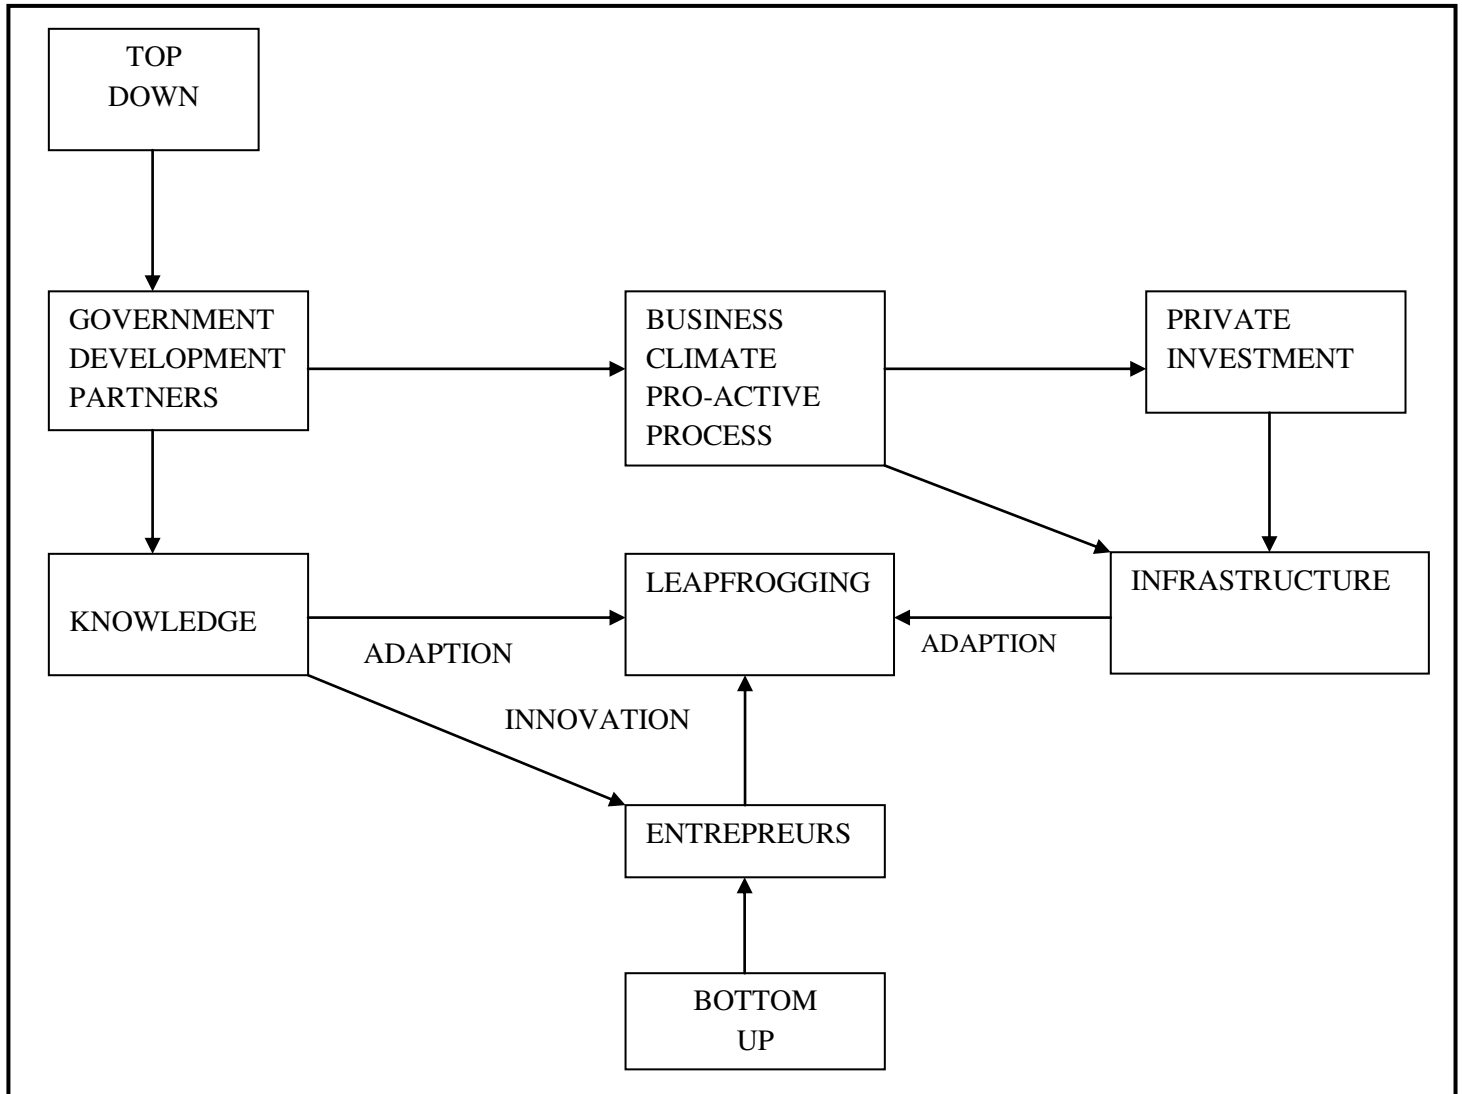 TOP
DOWN
GOVERNMENT
DEVELOPMENT
PARTNERS
BUSINESS
CLIMATE
PRO-ACTIVE
PROCESS
PRIVATE
INVESTMENT
KNOWLEDGE
LEAPFROGGING
INFRASTRUCTURE
ADAPTION
ADAPTION
INNOVATION
ENTREPREURS
BOTTOM
UP